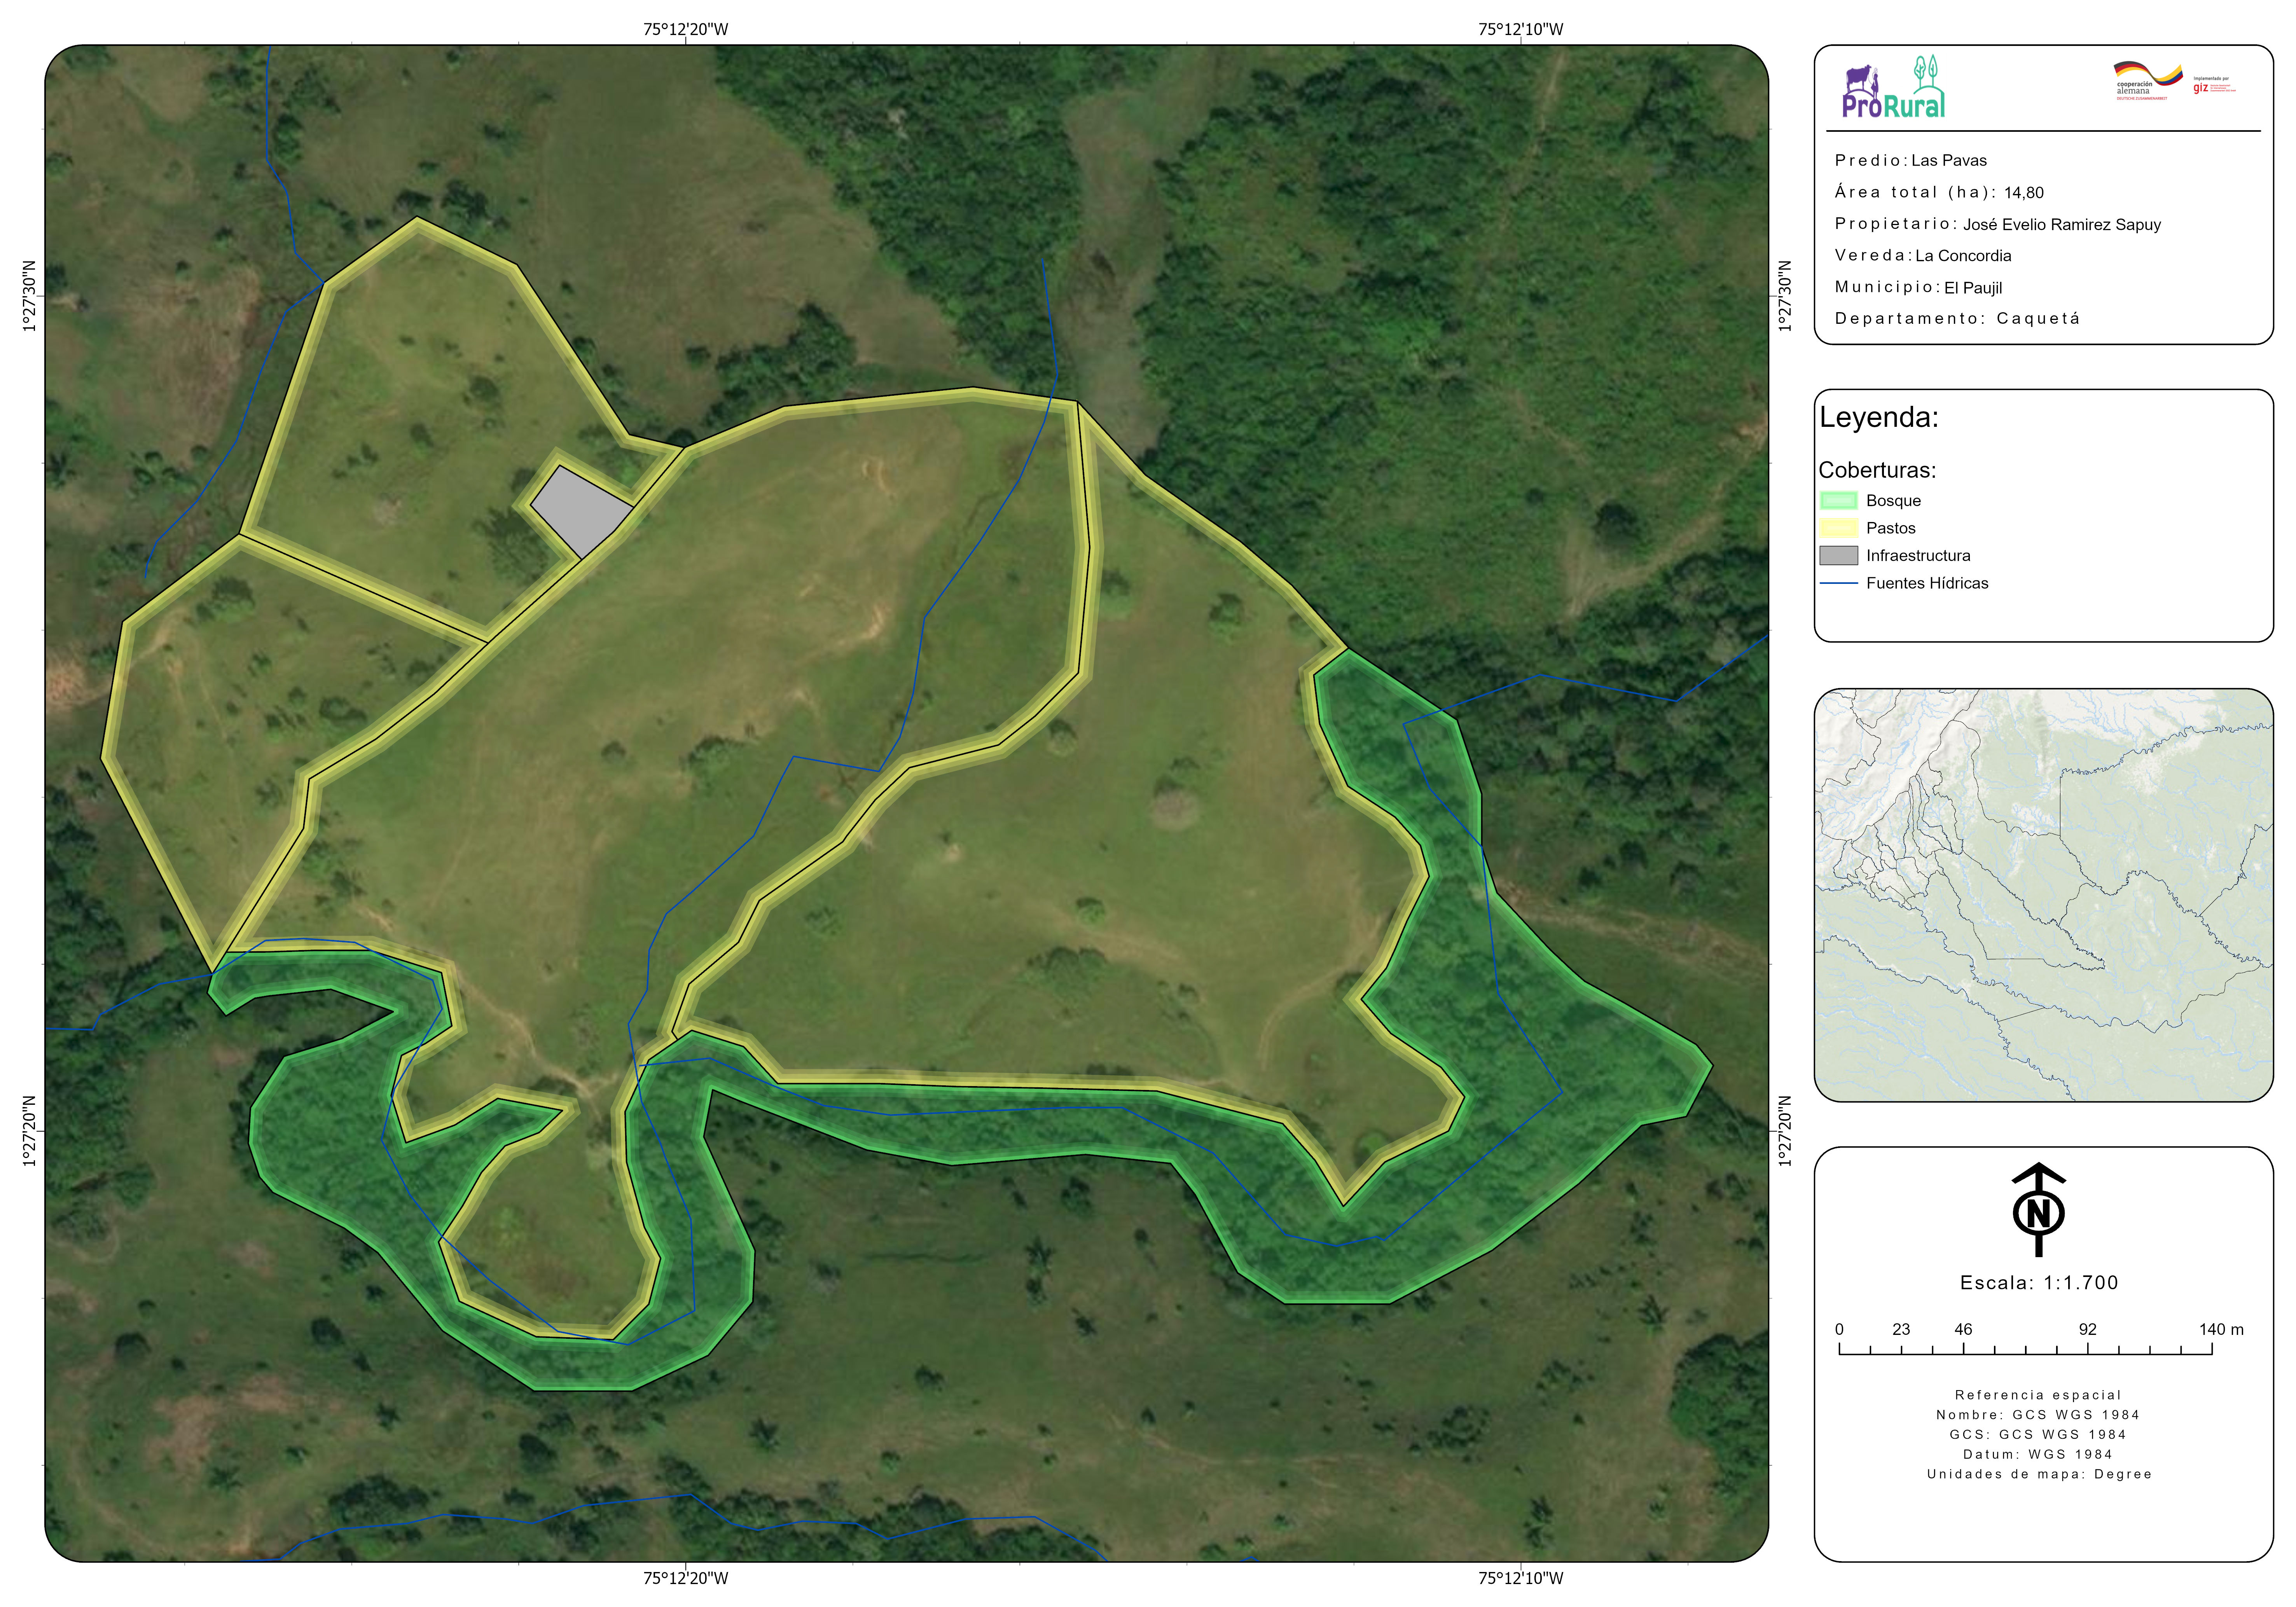 75°12'20"W
75°12'10"W
1°27'30"N
1°27'30"N
1°27'20"N
1°27'20"N
75°12'20"W
75°12'10"W
ProRural
cooperación
alemana
DEUTSCHE ZUSAMMENARBEIT
Implementada por
giz
Predio: Las Pavas
Área total (ha): 14,80
Propietario: José Evelio Ramirez Sapuy
Vereda: La Concordia
Municipio: El Paujil
Departamento: Caquetá
Leyenda:
Coberturas:
Bosque
Pastos
Infraestructura
Fuentes Hídricas
N
Escala: 1:1.700
0 23 46 92 140 m
Referencia espacial
Nombre: GCS WGS 1984
GCS: GCS WGS 1984
Datum: WGS 1984
Unidades de mapa: Degree